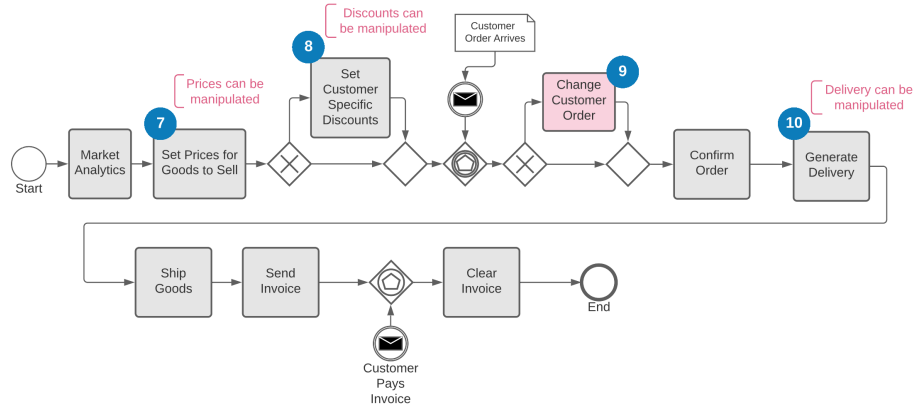 Discounts can
be manipulated
Customer
Order Arrives
8
Set
Customer
Specific
Discounts
9
Change
Customer
Order
Prices can be
manipulated
Delivery can be
manipulated
7
10
Start
Market
Analytics
Set Prices for
Goods to Sell
Confirm
Order
Generate
Delivery
Ship
Goods
Send
Invoice
Clear
Invoice
End
Customer
Pays
Invoice